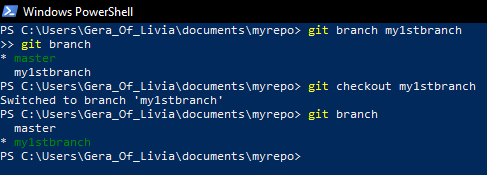 Windows PowerShell
PS C:\Users\Gera_Of_Livia\documents\myrepo> git branch my1stbranch
>> git branch
* master
  my1stbranch
PS C:\Users\Gera_Of_Livia\documents\myrepo> git checkout my1stbranch
Switched to branch 'my1stbranch'
PS C:\Users\Gera_Of_Livia\documents\myrepo> git branch
  master
* my1stbranch
PS C:\Users\Gera_Of_Livia\documents\myrepo>